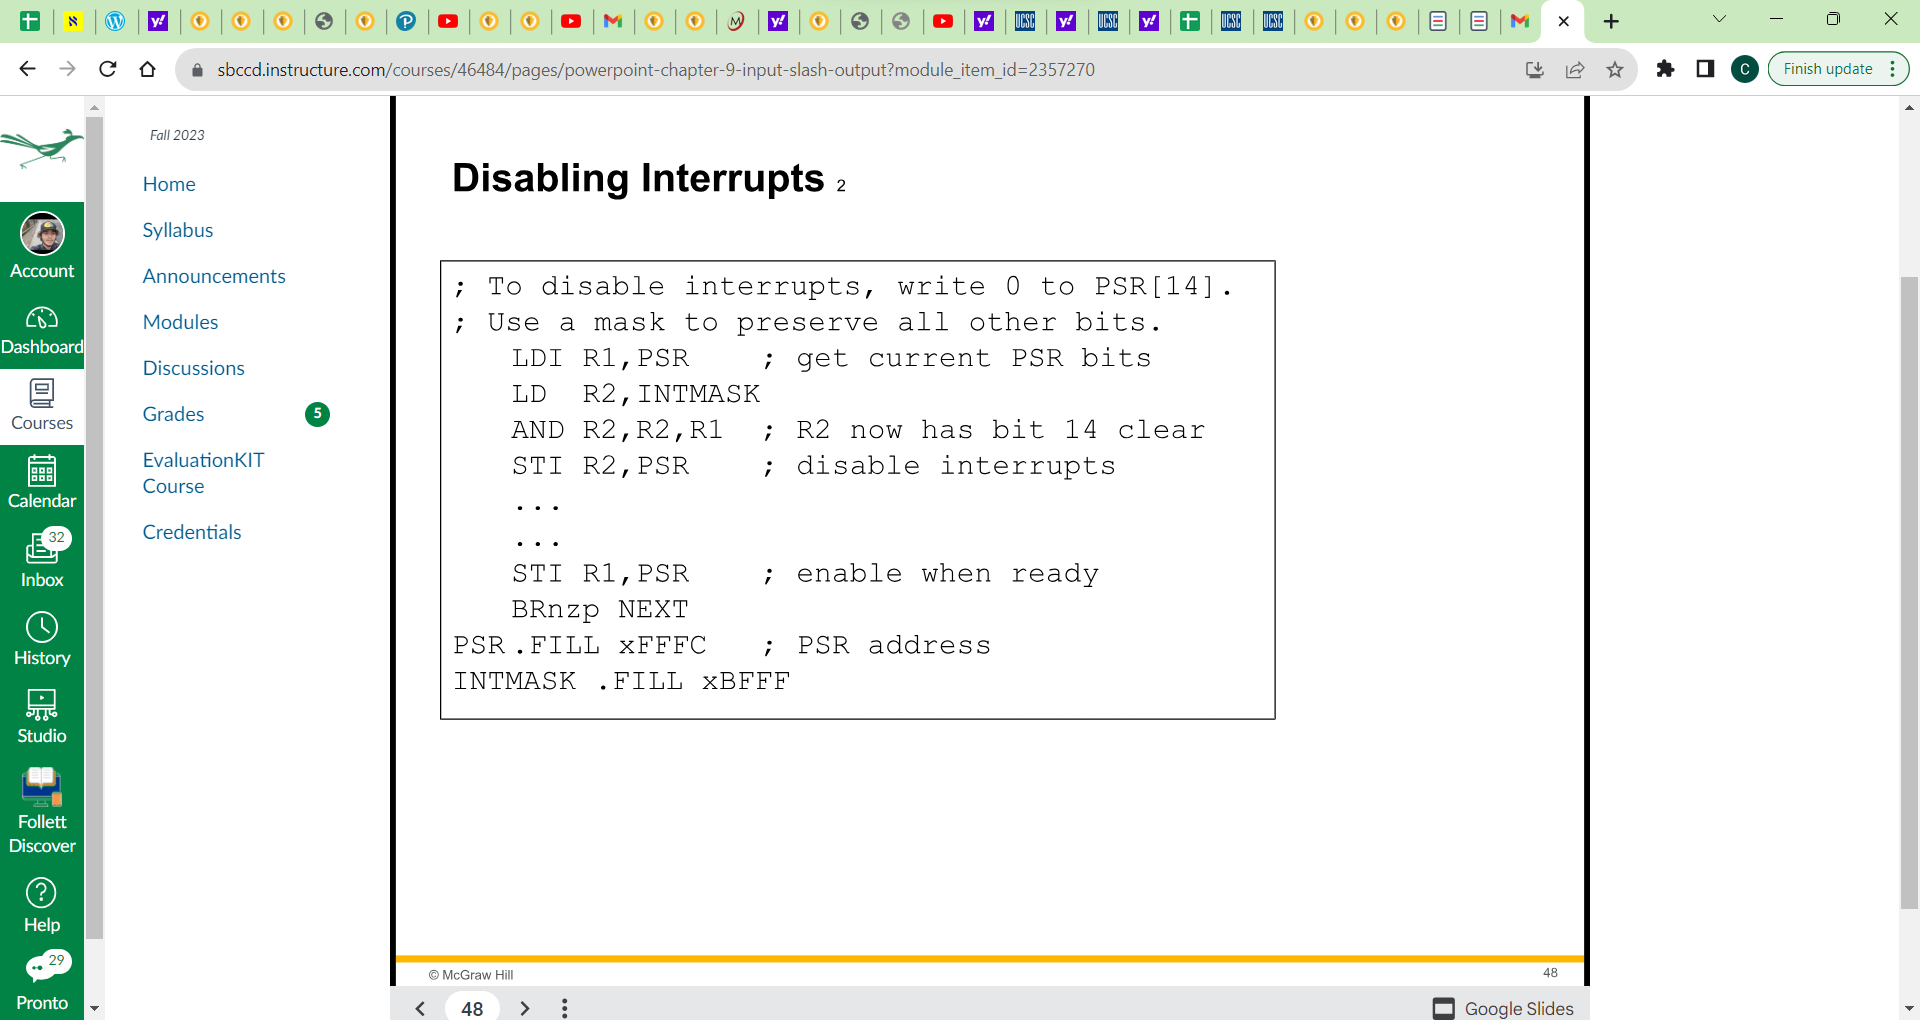 sbccd.instructure.com/courses/46484/pages/powerpoint-chapter-9-input-slash-output?module_item_id=2357270
C
Finish update
Account
Dashboard
Courses
Calendar
32
Inbox
History
Studio
Follett
Discover
Help
29
Pronto
Fall 2023
Home
Syllabus
Announcements
Modules
Discussions
Grades 5
EvaluationKIT
Course
Credentials
Disabling Interrupts 2
; To disable interrupts, write 0 to PSR[14].
; Use a mask to preserve all other bits.
LDI R1,PSR ; get current PSR bits
LD R2,INTMASK
AND R2,R2,R1 ; R2 now has bit 14 clear
STI R2,PSR ; disable interrupts
...
...
STI R1,PSR ; enable when ready
BRnzp NEXT
PSR .FILL xFFFC ; PSR address
INTMASK .FILL xBFFF
© McGraw Hill
48
48
Google Slides